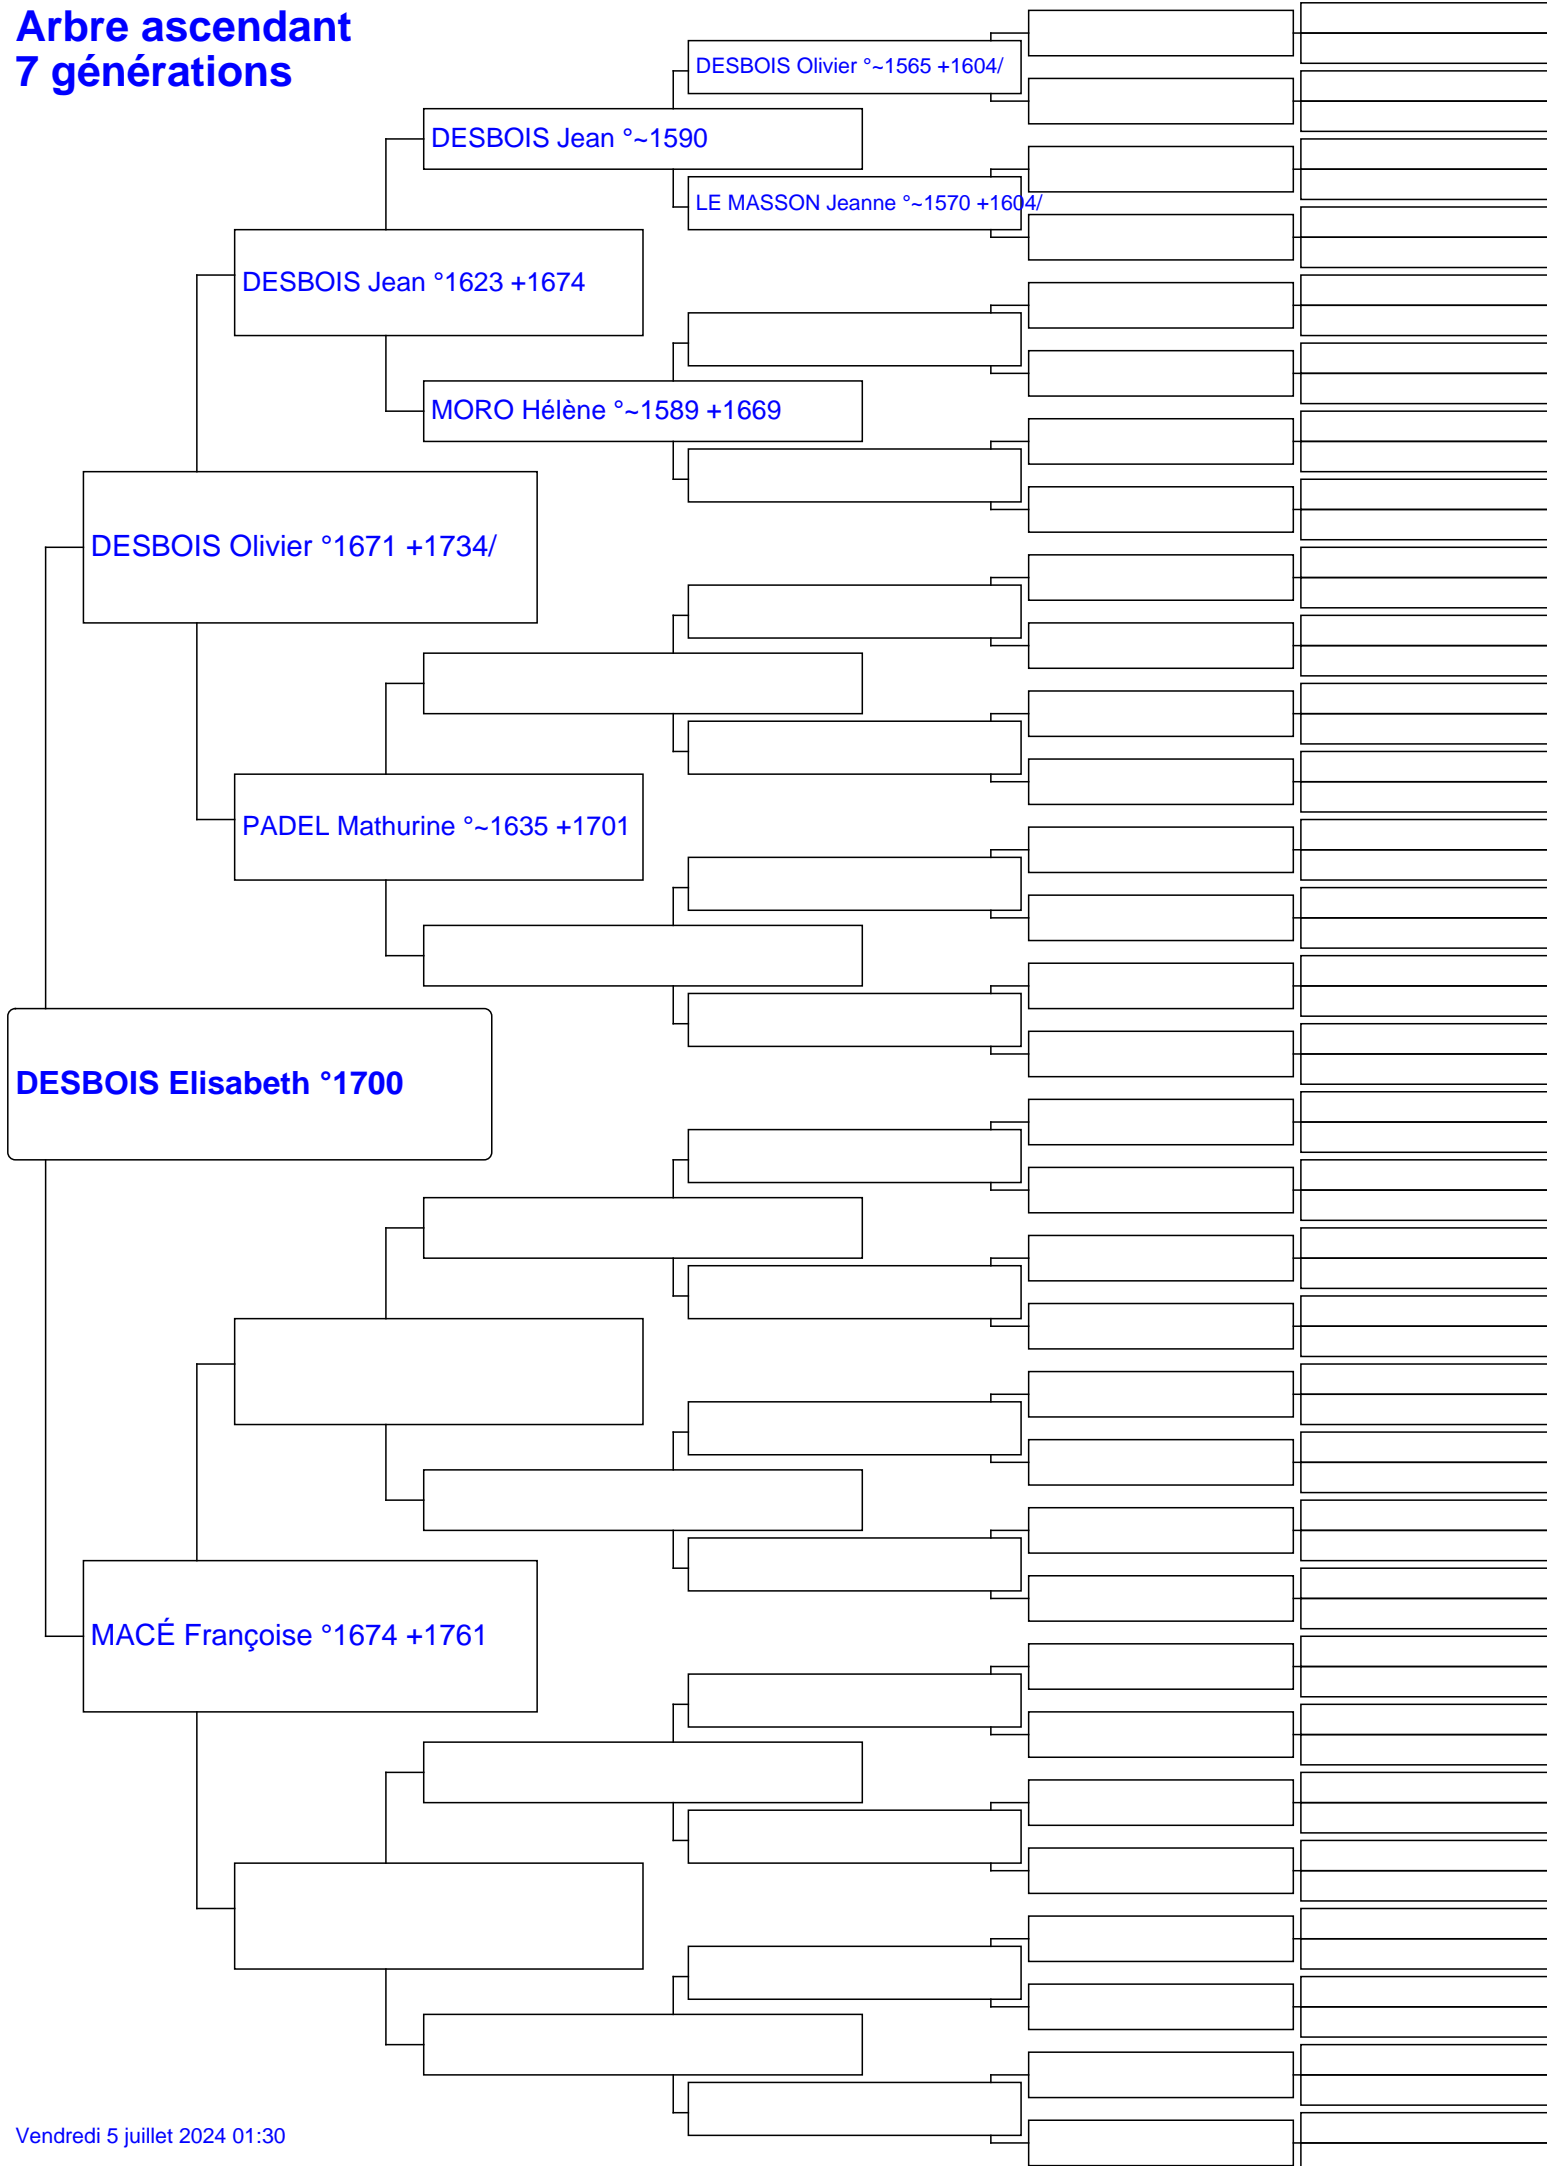 Arbre ascendant
7 générations
DESBOIS Olivier °~1565 +1604/
DESBOIS Jean °~1590
LE MASSON Jeanne °~1570 +1604/
DESBOIS Jean °1623 +1674
MORO Hélène °~1589 +1669
DESBOIS Olivier °1671 +1734/
PADEL Mathurine °~1635 +1701
DESBOIS Elisabeth °1700
MACÉ Françoise °1674 +1761
Vendredi 5 juillet 2024 01:30